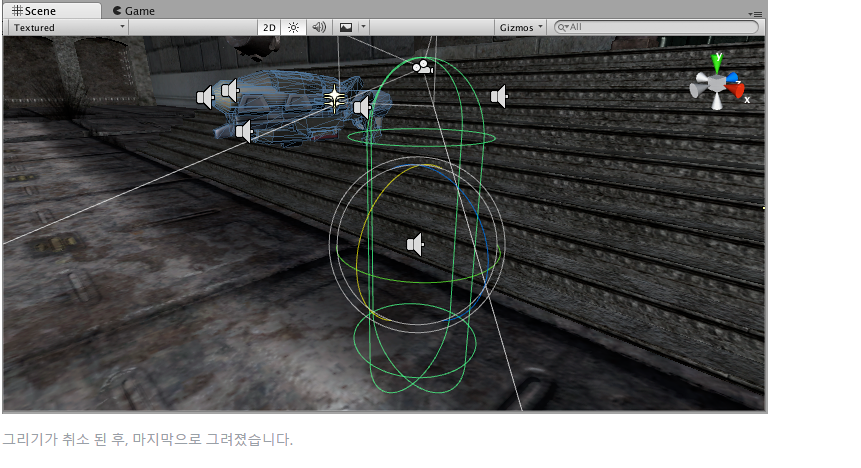 Scene
Game
Textured
2D
Gizmos
All
y
x
그리기가 취소 된 후, 마지막으로 그려졌습니다.